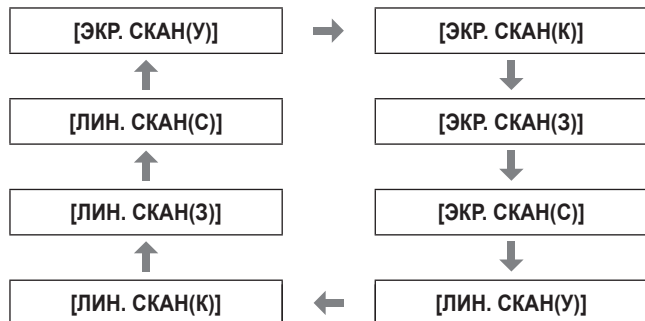 [ЭКР. СКАН(У)] [ЭКР. СКАН(К)]
[ЛИН. СКАН(С)] [ЭКР. СКАН(З)]
[ЛИН. СКАН(З)] [ЭКР. СКАН(С)]
[ЛИН. СКАН(К)] [ЛИН. СКАН(У)]